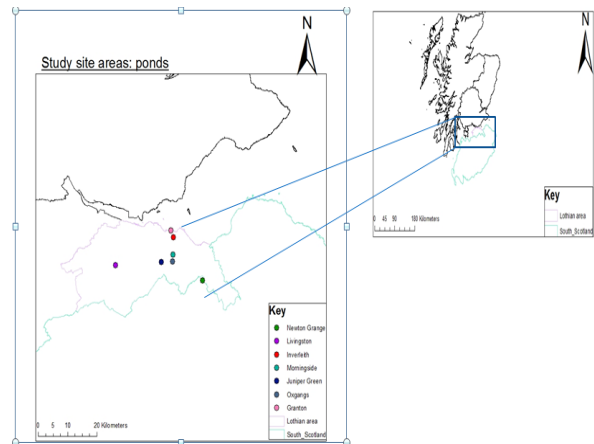 N
Study site areas: ponds
Key
Newton Grange
Livingston
Inverleith
Morningside
Juniper Green
Oxgangs
Granton
Lothian area
South_Scotland
0 5 10 20 Kilometers
N
Key
Lothian area
South_Scotland
0 45 90 180 Kilometers